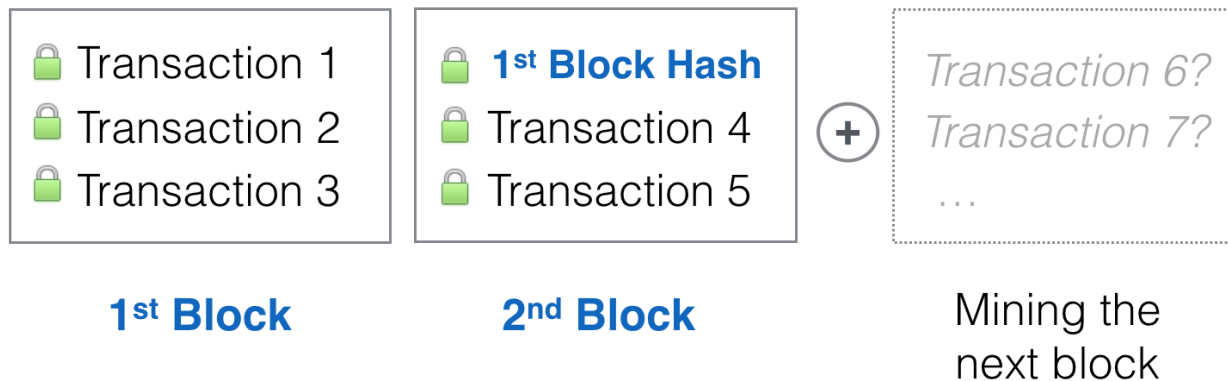 Transaction 1
Transaction 2
Transaction 3
1st Block Hash
Transaction 4
Transaction 5
+
Transaction 6?
Transaction 7?
...
1st Block
2nd Block
Mining the
next block